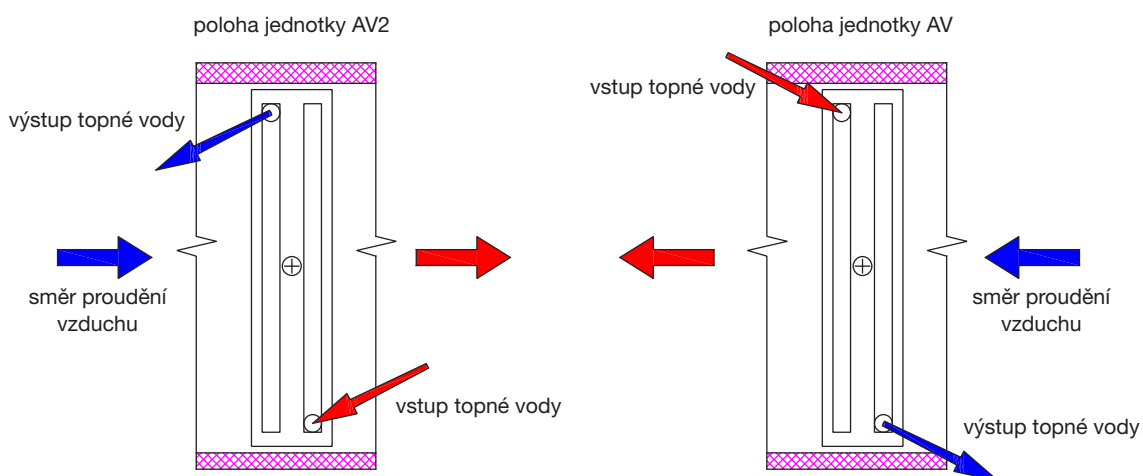 poloha jednotky AV2
výstup topné vody
směr proudění
vzduchu
vstup topné vody
poloha jednotky AV
vstup topné vody
směr proudění
vzduchu
výstup topné vody